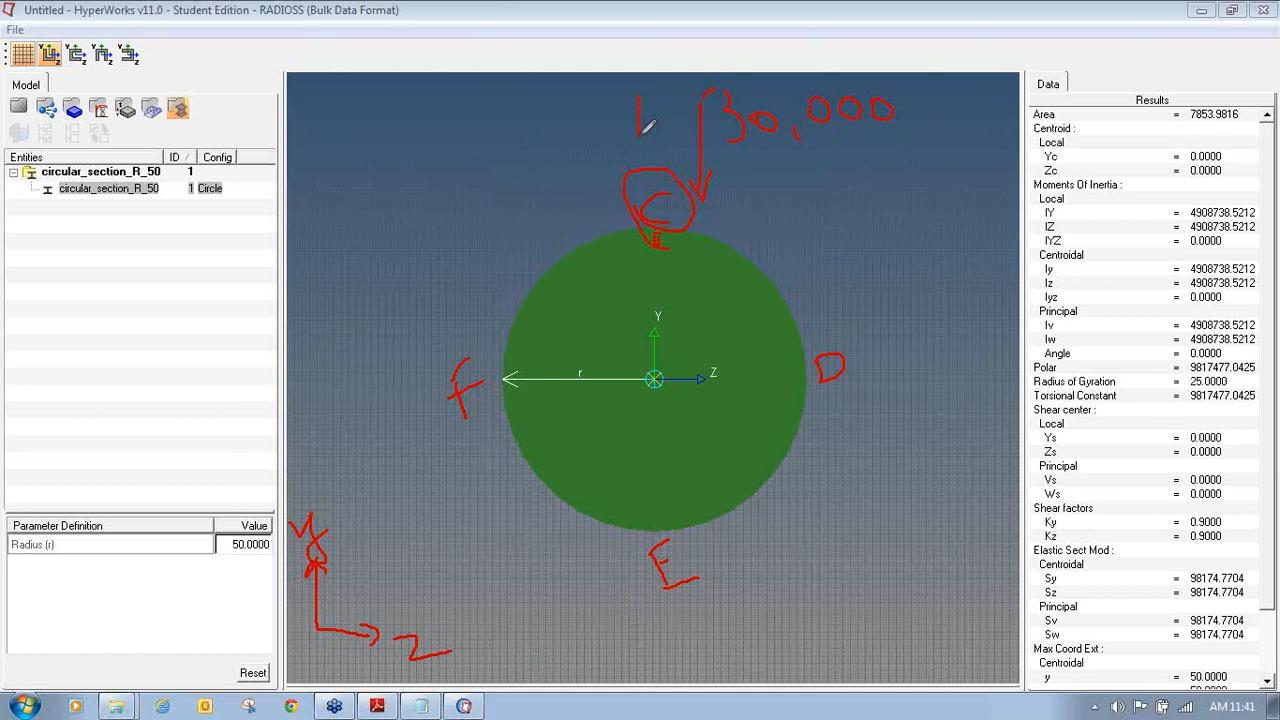 Untitled - HyperWorks v11.0 - Student Edition - RADIOSS (Bulk Data Format)
File
Model
Entities ID Config
circular_section_R_50 1
circular_section_R_50 1 Circle
Parameter Definition Value
Radius (r) 50.0000
Reset
30,000
C
F
D
E
Y
Z
r
Y
Z
Data
Results
Area = 7853.9816
Centroid :
Local
Yc = 0.0000
Zc = 0.0000
Moments Of Inertia :
Local
IY = 4908738.5212
IZ = 4908738.5212
IYZ = 0.0000
Centroidal
Iy = 4908738.5212
Iz = 4908738.5212
Iyz = 0.0000
Principal
Iv = 4908738.5212
Iw = 4908738.5212
Angle = 0.0000
Polar = 9817477.0425
Radius of Gyration = 25.0000
Torsional Constant = 9817477.0425
Shear center :
Local
Ys = 0.0000
Zs = 0.0000
Principal
Vs = 0.0000
Ws = 0.0000
Shear factors
Ky = 0.9000
Kz = 0.9000
Elastic Sect Mod :
Centroidal
Sy = 98174.7704
Sz = 98174.7704
Principal
Sv = 98174.7704
Sw = 98174.7704
Max Coord Ext :
Centroidal
y = 50.0000
AM 11:41